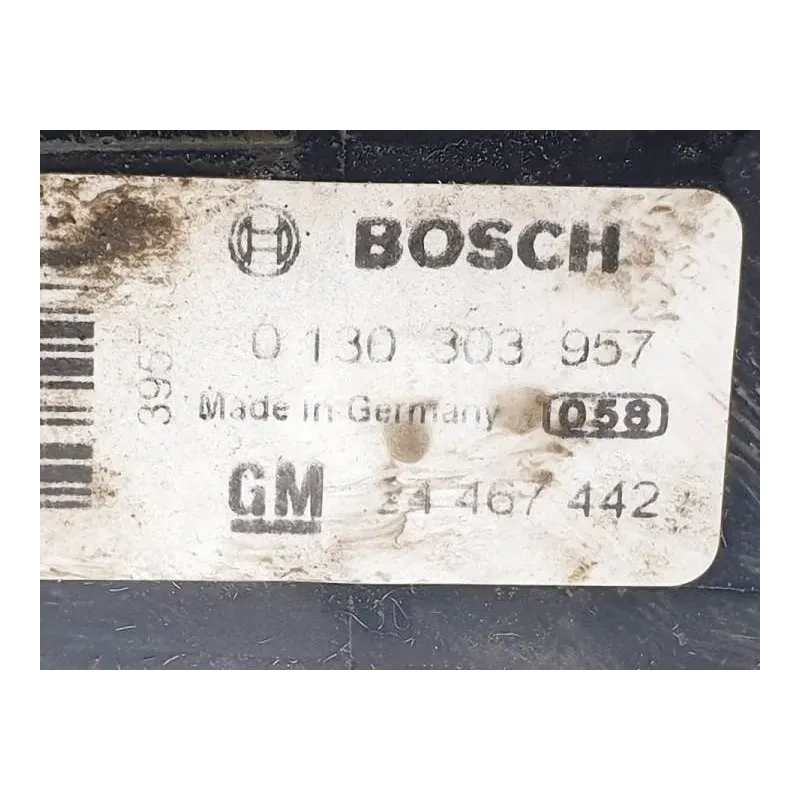 BOSCH
0 130 303 957
Made in Germany 058
GM 24 467 442
3957